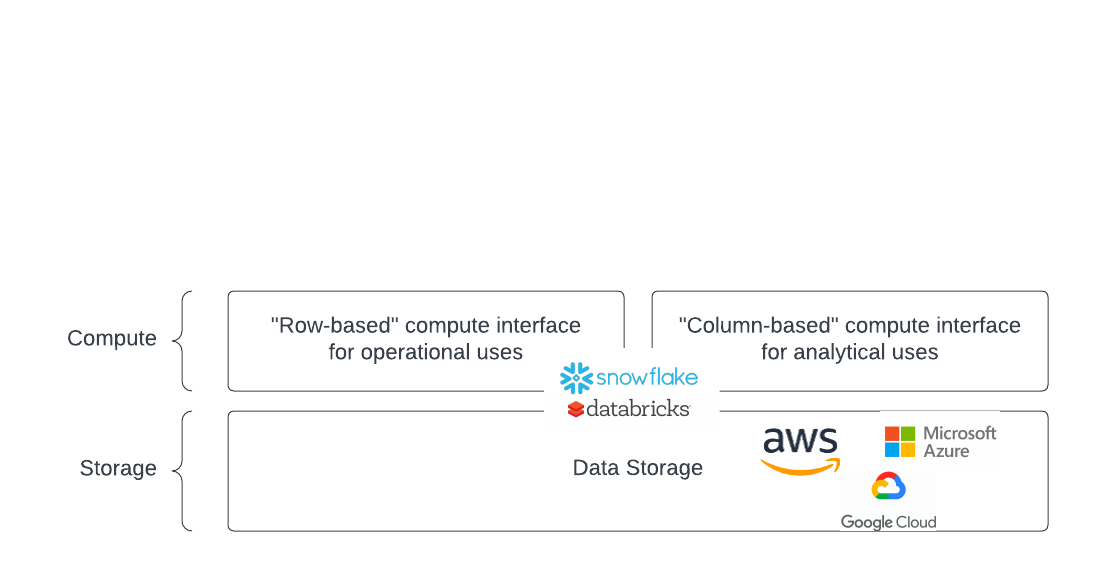 Compute
"Row-based" compute interface
for operational uses
"Column-based" compute interface
for analytical uses
snowflake
databricks
Storage
Data Storage
aws
Microsoft
Azure
Google Cloud